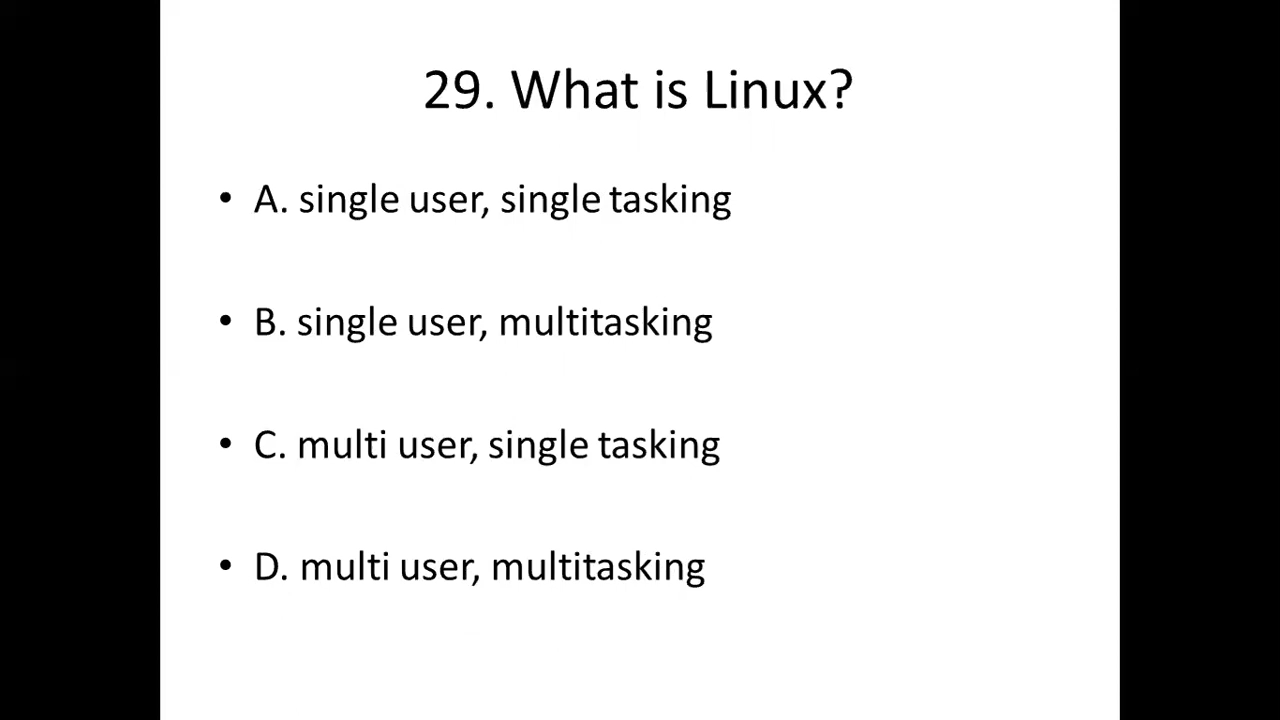 29. What is Linux?
• A. single user, single tasking
• B. single user, multitasking
• C. multi user, single tasking
• D. multi user, multitasking